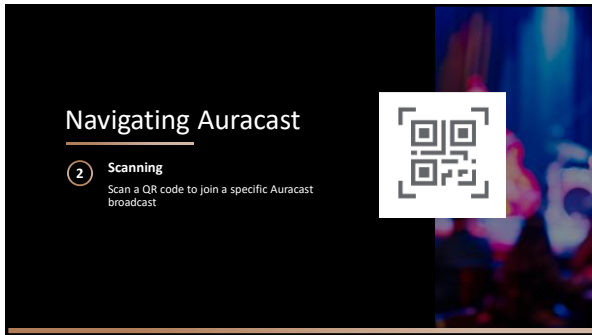 Navigating Auracast
2
Scanning
Scan a QR code to join a specific Auracast
broadcast